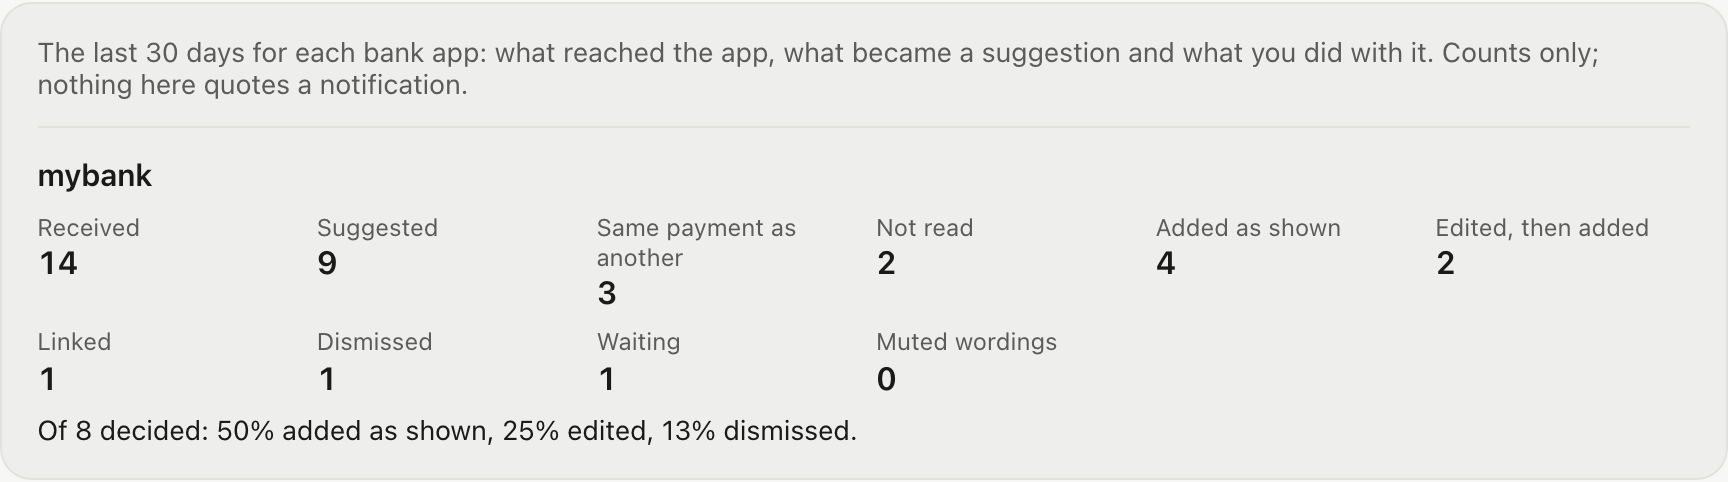 The last 30 days for each bank app: what reached the app, what became a suggestion and what you did with it. Counts only;
nothing here quotes a notification.
mybank
Received
14
Suggested
9
Same payment as
another
3
Not read
2
Added as shown
4
Edited, then added
2
Linked
1
Dismissed
1
Waiting
1
Muted wordings
0
Of 8 decided: 50% added as shown, 25% edited, 13% dismissed.